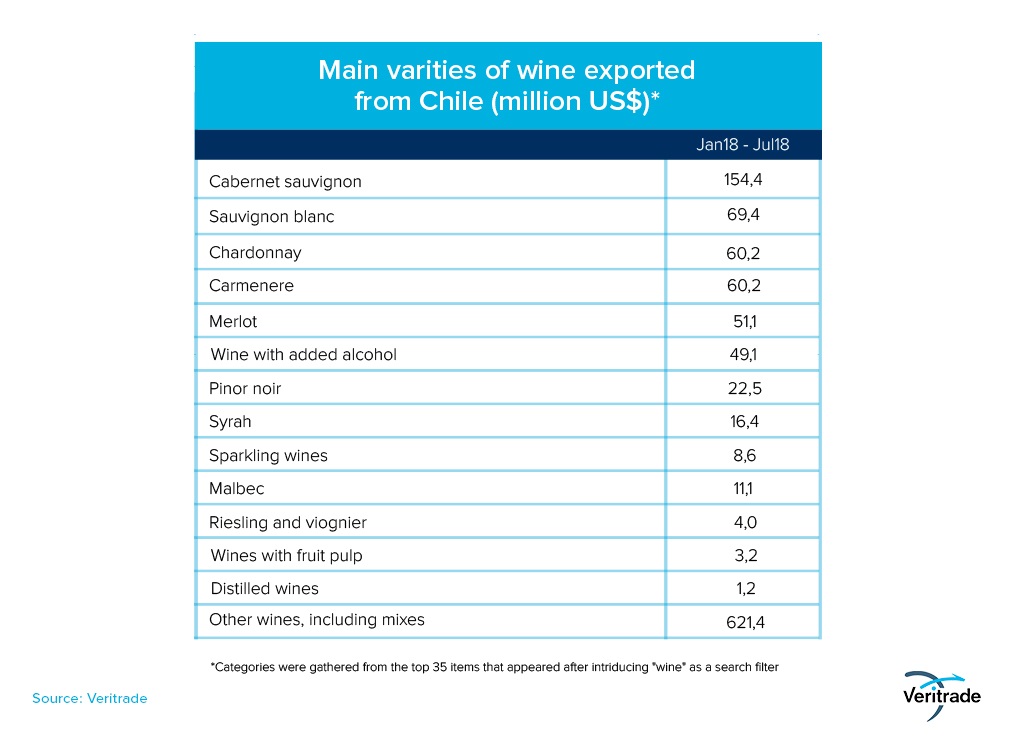 Main varities of wine exported
from Chile (million US$)*
Jan18 - Jul18
Cabernet sauvignon 154,4
Sauvignon blanc 69,4
Chardonnay 60,2
Carmenere 60,2
Merlot 51,1
Wine with added alcohol 49,1
Pinor noir 22,5
Syrah 16,4
Sparkling wines 8,6
Malbec 11,1
Riesling and viognier 4,0
Wines with fruit pulp 3,2
Distilled wines 1,2
Other wines, including mixes 621,4
*Categories were gathered from the top 35 items that appeared after intriducing "wine" as a search filter
Source: Veritrade
Veritrade